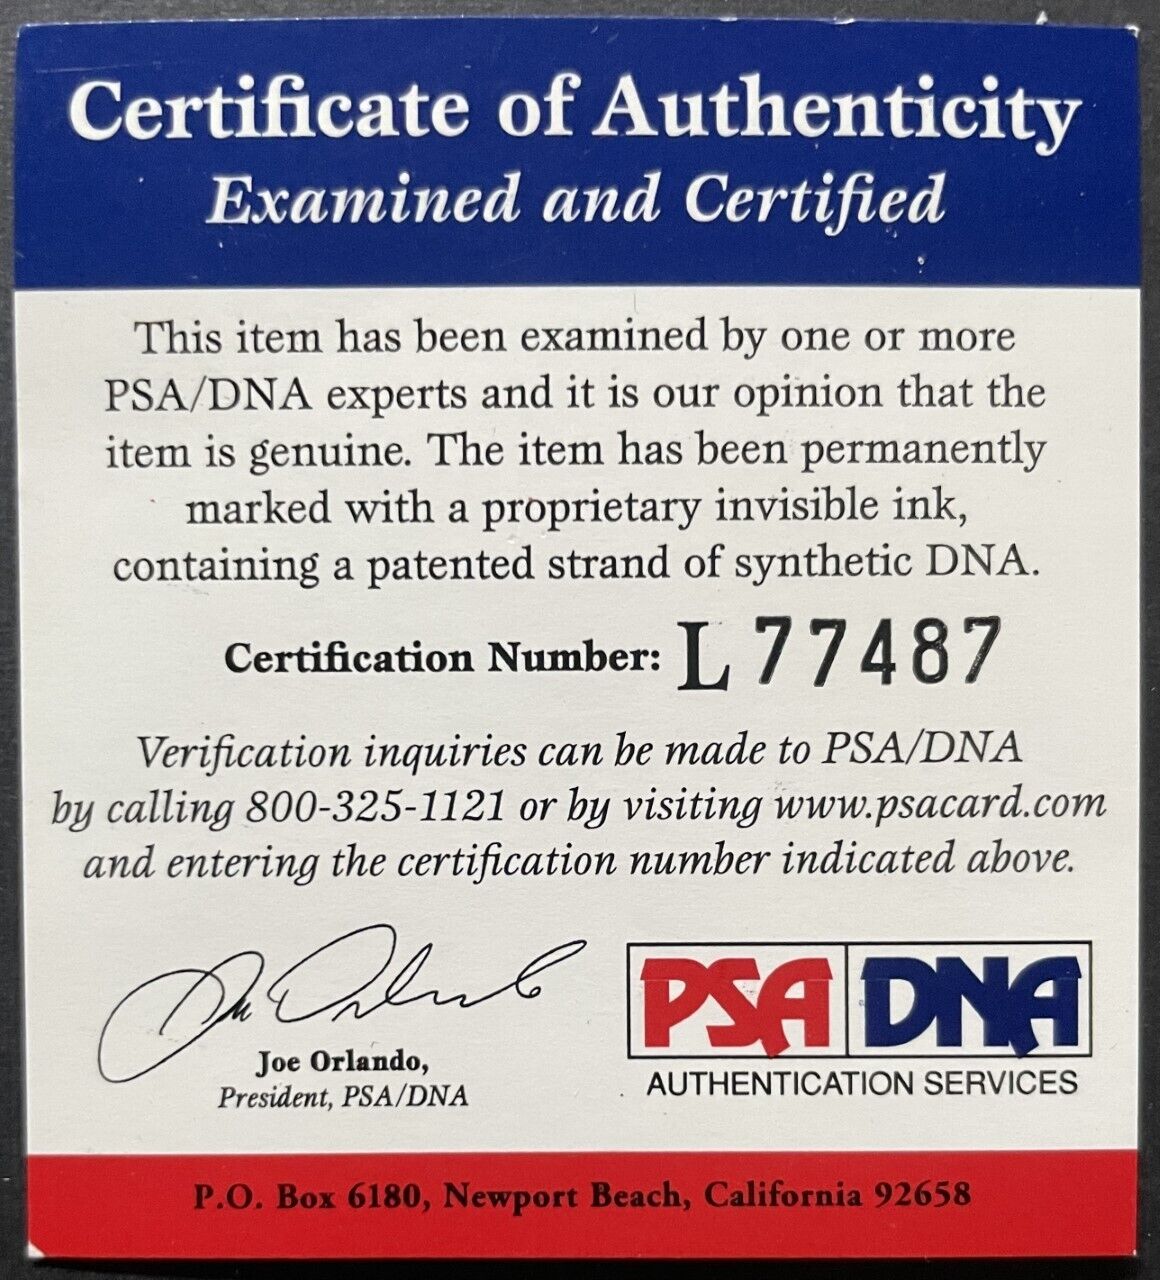 Certificate of Authenticity
Examined and Certified
This item has been examined by one or more
PSA/DNA experts and it is our opinion that the
item is genuine. The item has been permanently
marked with a proprietary invisible ink,
containing a patented strand of synthetic DNA.
Certification Number: L77487
Verification inquiries can be made to PSA/DNA
by calling 800-325-1121 or by visiting www.psacard.com
and entering the certification number indicated above.
Joe Orlando
Joe Orlando,
President, PSA/DNA
PSA DNA
AUTHENTICATION SERVICES
P.O. Box 6180, Newport Beach, California 92658